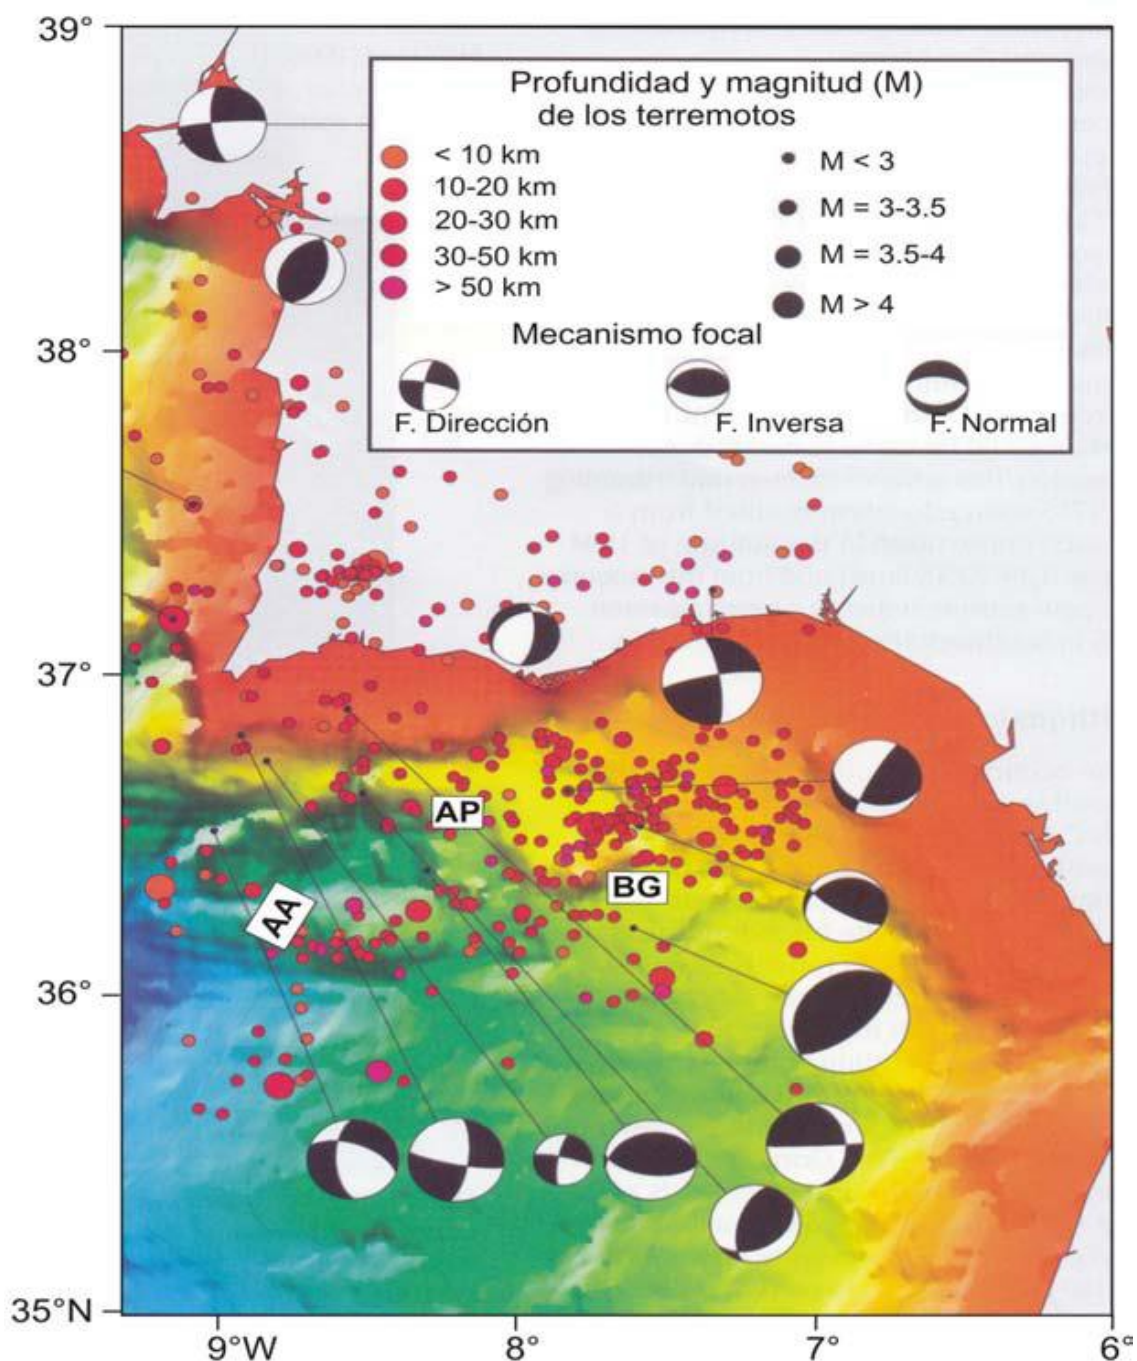 39°
Profundidad y magnitud (M)
de los terremotos
< 10 km
10-20 km
20-30 km
30-50 km
> 50 km
M < 3
M = 3-3.5
M = 3.5-4
M > 4
Mecanismo focal
F. Dirección
F. Inversa
F. Normal
38°
37°
AP
BG
AA
36°
35°N
9°W
8°
7°
6°